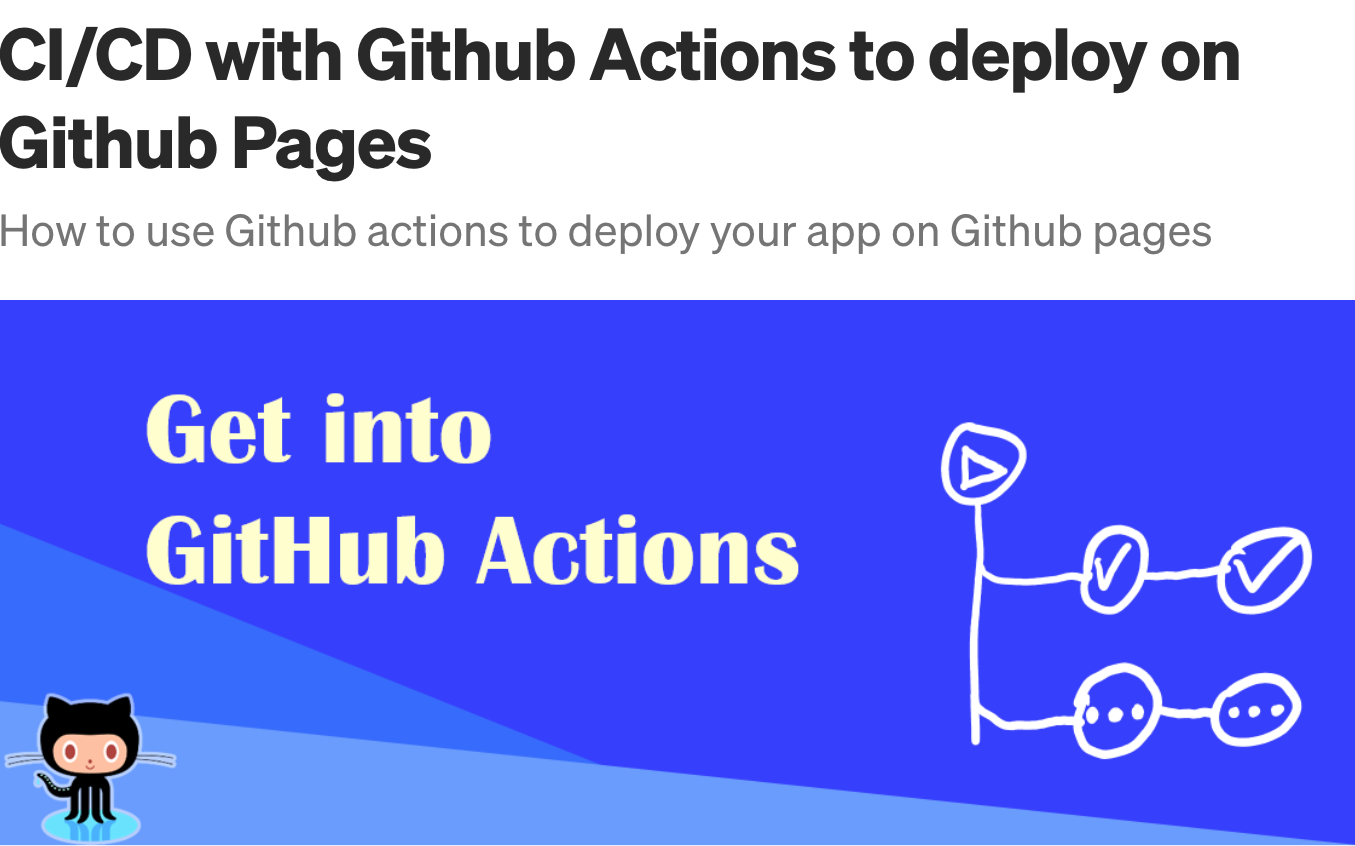 CI/CD with Github Actions to deploy on
Github Pages
How to use Github actions to deploy your app on Github pages
Get into
GitHub Actions